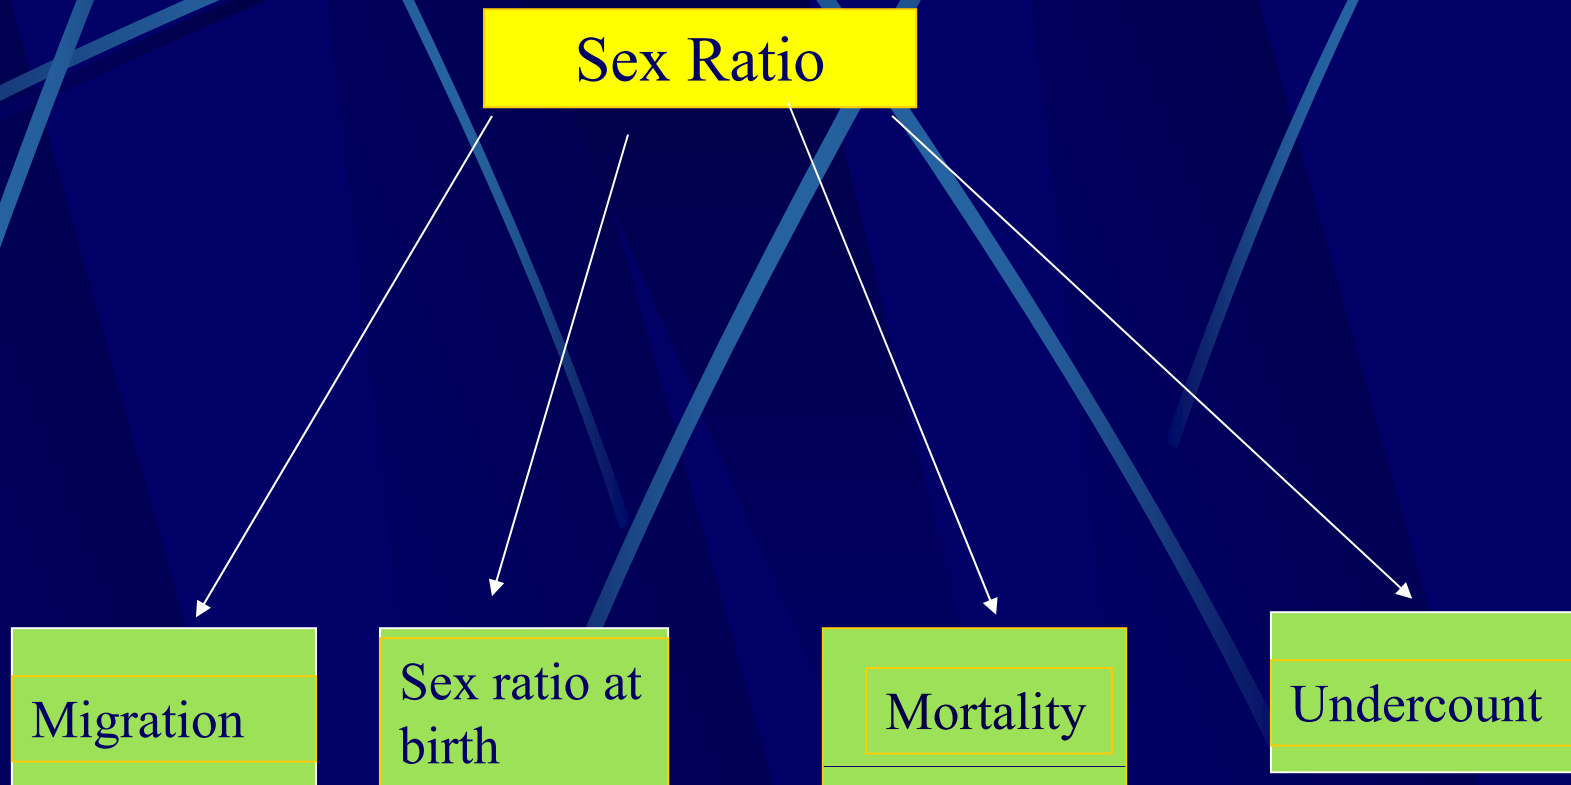 Sex Ratio
Migration
Sex ratio at
birth
Mortality
Undercount